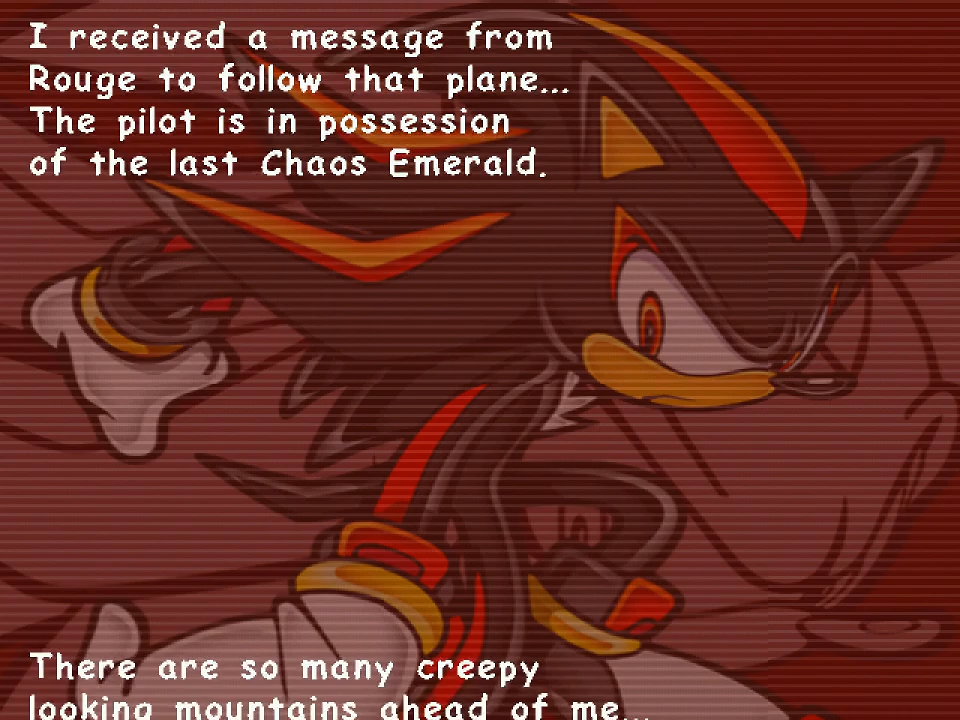 I received a message from
Rouge to follow that plane...
The pilot is in possession
of the last Chaos Emerald.
There are so many creepy
looking mountains ahead of me...